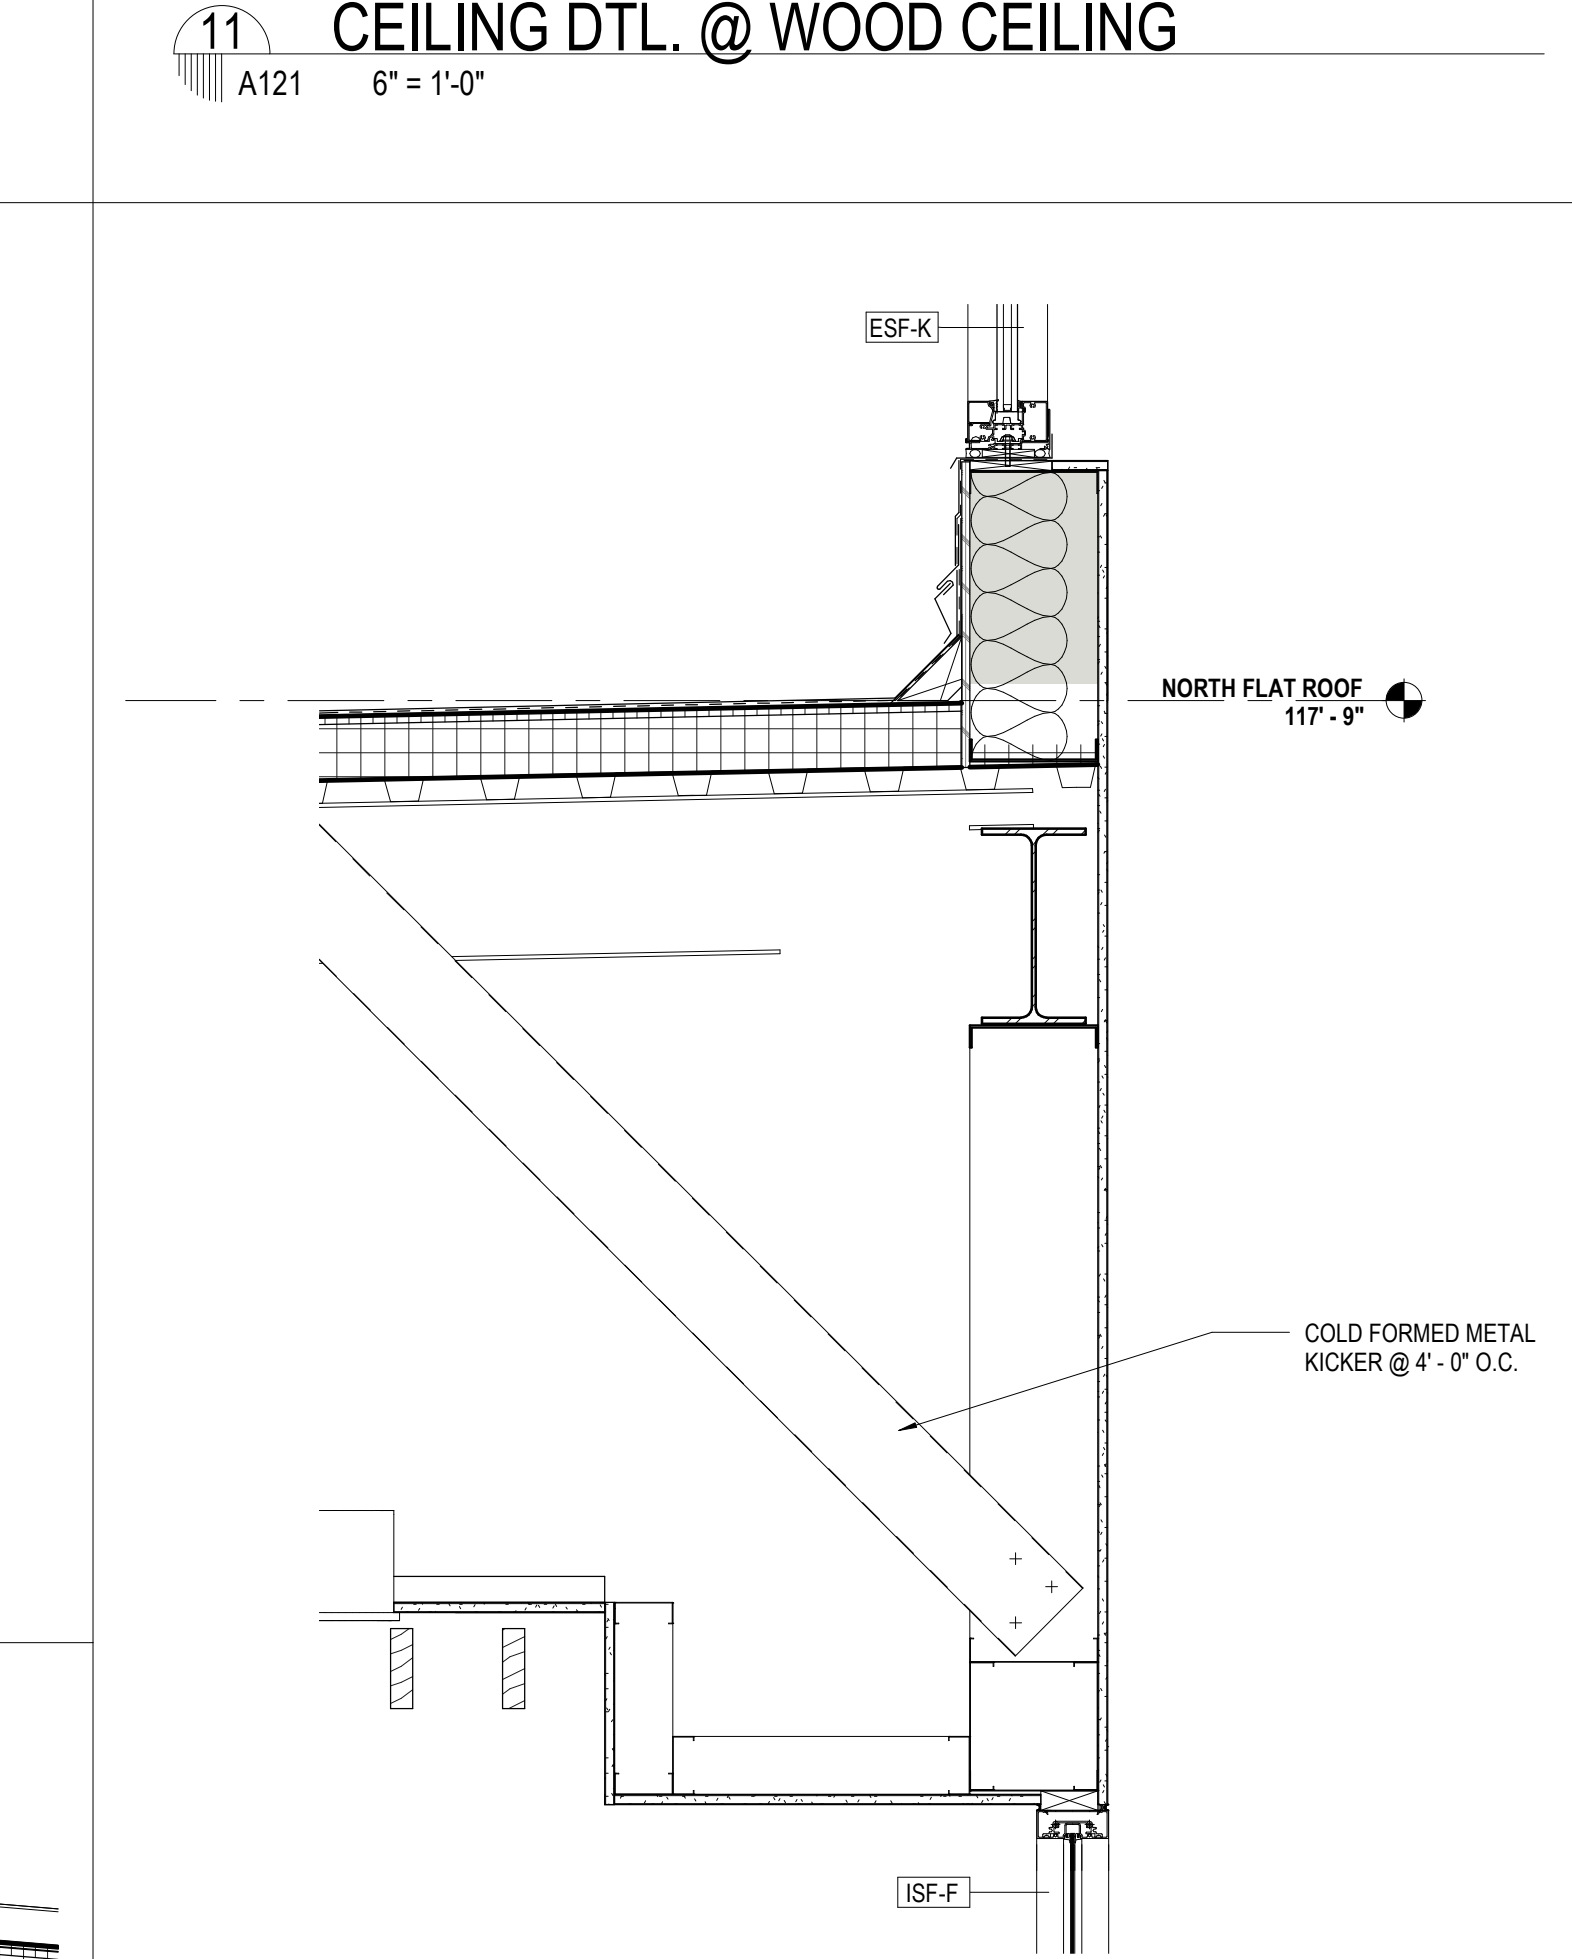 11
CEILING DTL. @ WOOD CEILING
A121
6" = 1'-0"
ESF-K
NORTH FLAT ROOF
117' - 9"
COLD FORMED METAL
KICKER @ 4' - 0" O.C.
ISF-F